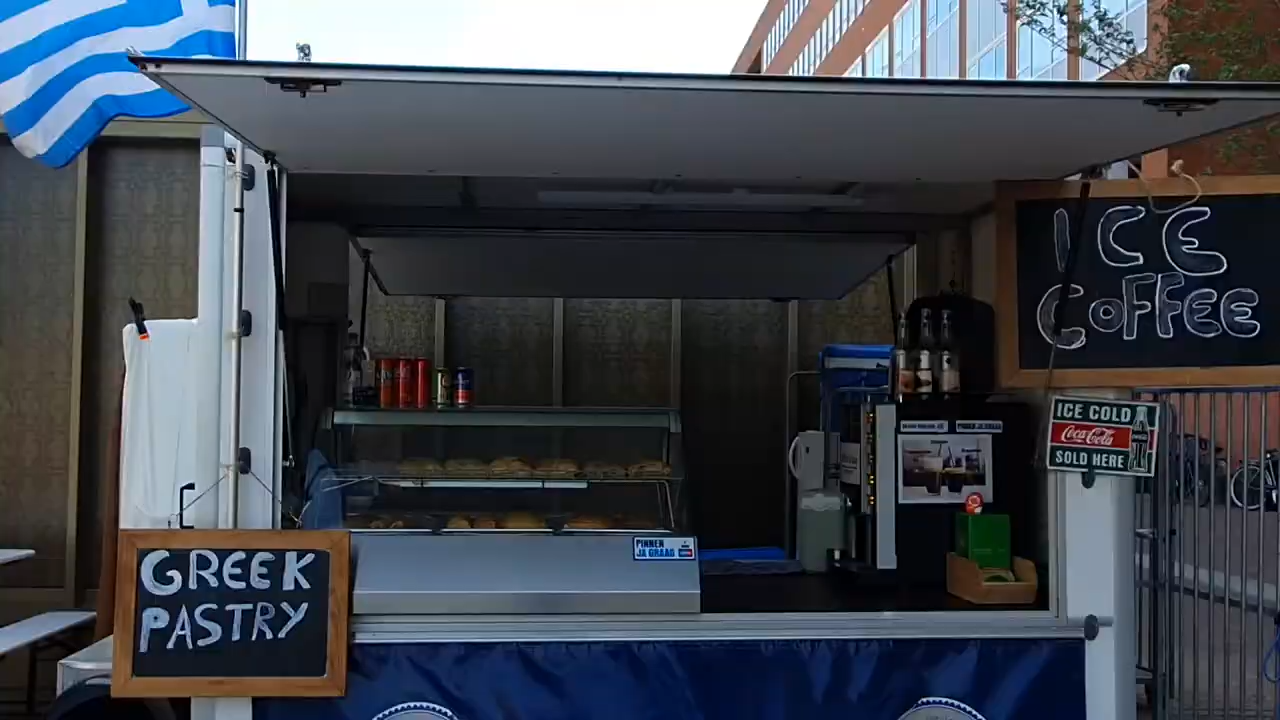 ICE
COFFEE
ICE COLD
Coca-Cola
SOLD HERE
PINNEN
JA GRAAG
GREEK
PASTRY